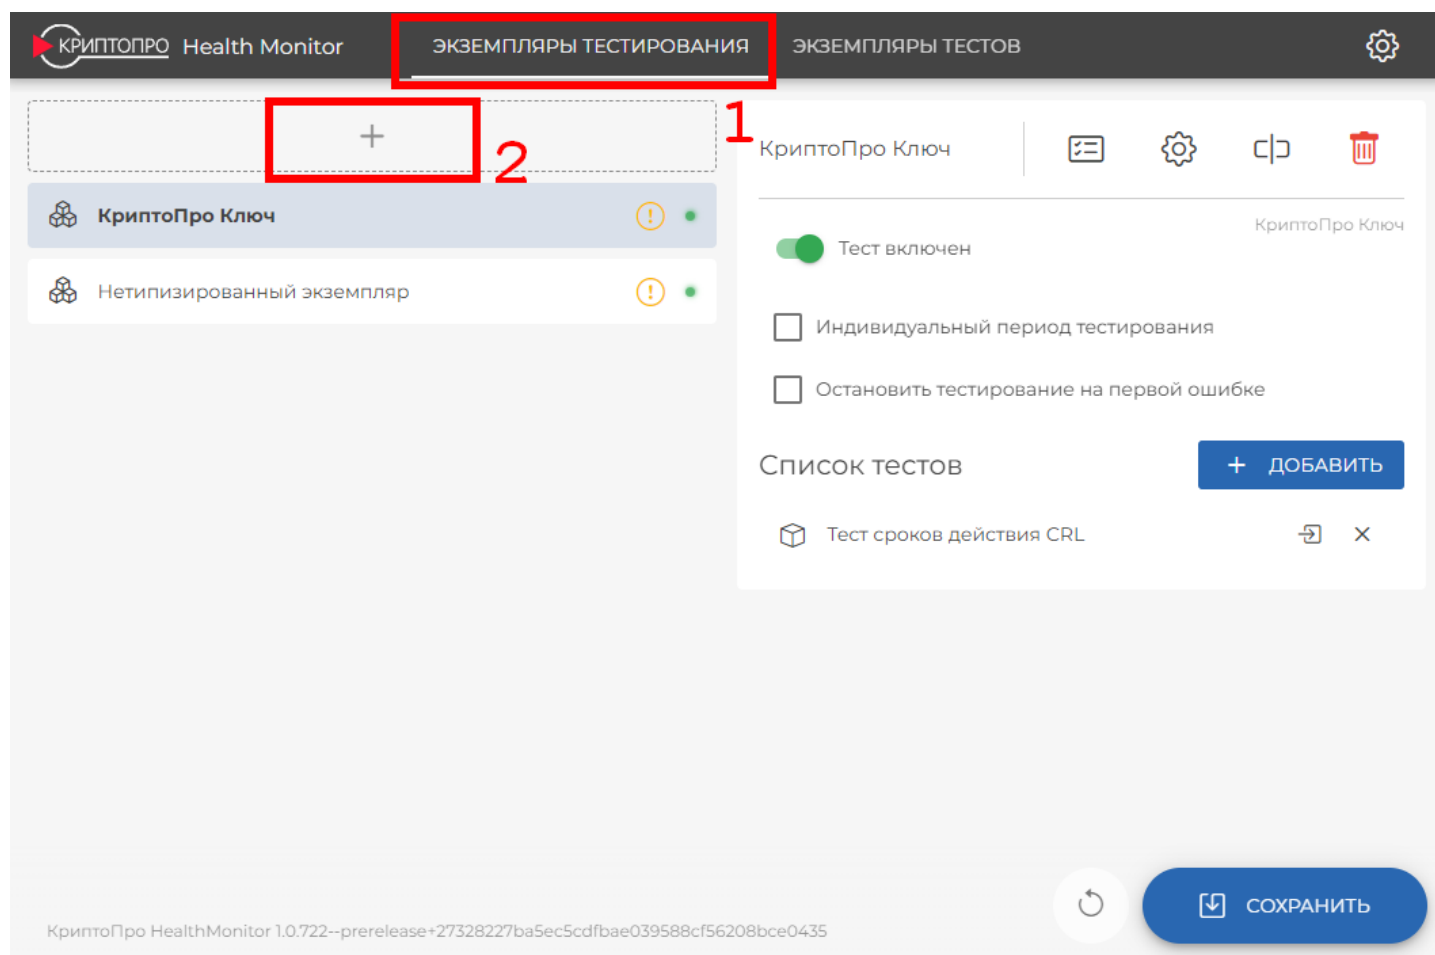 КРИПТОПРО Health Monitor
ЭКЗЕМПЛЯРЫ ТЕСТИРОВАНИЯ
ЭКЗЕМПЛЯРЫ ТЕСТОВ
1
2
КриптоПро Ключ
Нетипизированный экземпляр
КриптоПро Ключ
КриптоПро Ключ
Тест включен
Индивидуальный период тестирования
Остановить тестирование на первой ошибке
Список тестов
+ ДОБАВИТЬ
Тест сроков действия CRL
СОХРАНИТЬ
КриптоПро HealthMonitor 1.0.722--prerelease+27328227ba5ec5cdfbae039588cf56208bce0435